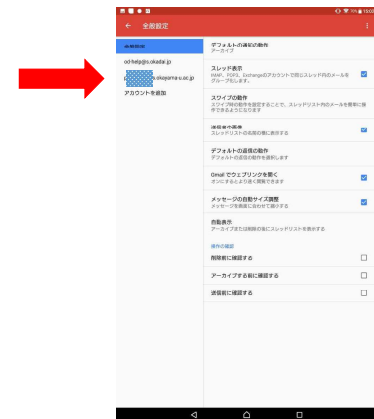 全般設定
全般設定
od-help@s.okadai.jp
s.okayama-u.ac.jp
アカウントを追加
デフォルトの通知の動作
アーカイブ
スレッド表示
IMAP、POP3、Exchangeのアカウントで同じスレッド内のメールを
グループ化します。
スワイプの動作
スワイプ時の動作を設定することで、スレッドリスト内のメールを簡単に操
作できるようになります
送信者の画像
スレッドリストの名前の横に表示する
デフォルトの返信の動作
デフォルトの返信の動作を選択します
Gmail でウェブリンクを開く
オンにするとより速く閲覧できます
メッセージの自動サイズ調整
メッセージを画面に合わせて縮小する
自動表示
アーカイブまたは削除の後にスレッドリストを表示する
操作の確認
削除前に確認する
アーカイブする前に確認する
送信前に確認する